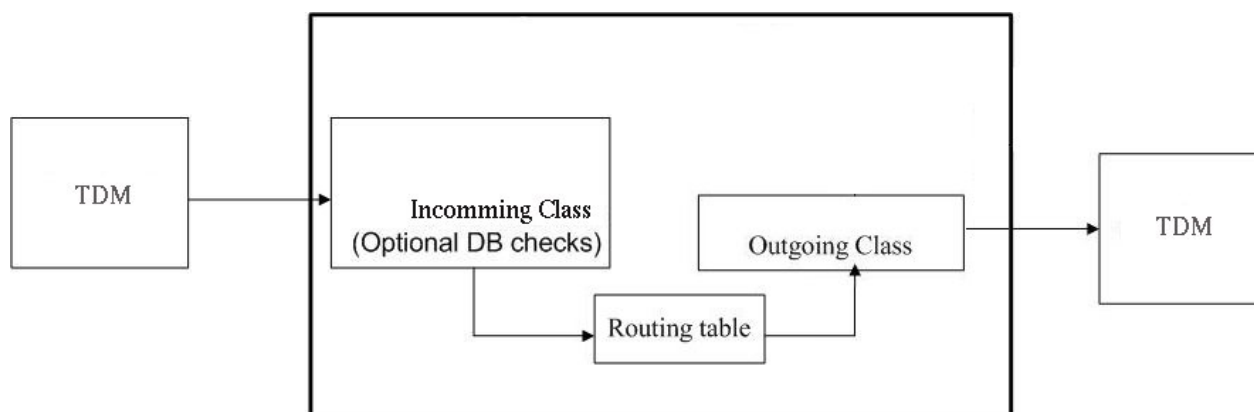 TDM
Incomming Class
(Optional DB checks)
Routing table
Outgoing Class
TDM